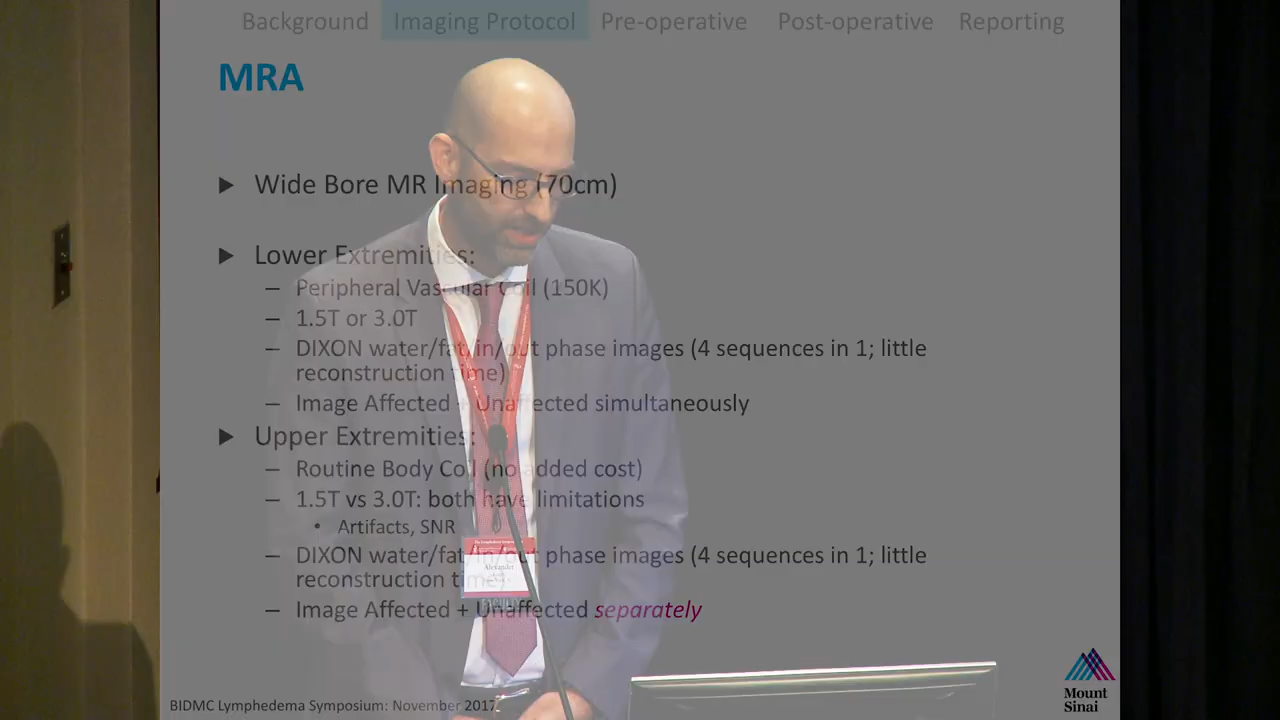 Background Imaging Protocol Pre-operative Post-operative Reporting
MRA
Wide Bore MR Imaging (70cm)
Lower Extremities:
– Peripheral Vascular Coil (150K)
– 1.5T or 3.0T
– DIXON water/fat/in/out phase images (4 sequences in 1; little
reconstruction time)
– Image Affected + Unaffected simultaneously
Upper Extremities:
– Routine Body Coil (no added cost)
– 1.5T vs 3.0T: both have limitations
• Artifacts, SNR
– DIXON water/fat/in/out phase images (4 sequences in 1; little
reconstruction time)
– Image Affected + Unaffected separately
Alexander
Mount
Sinai
BIDMC Lymphedema Symposium: November 2017